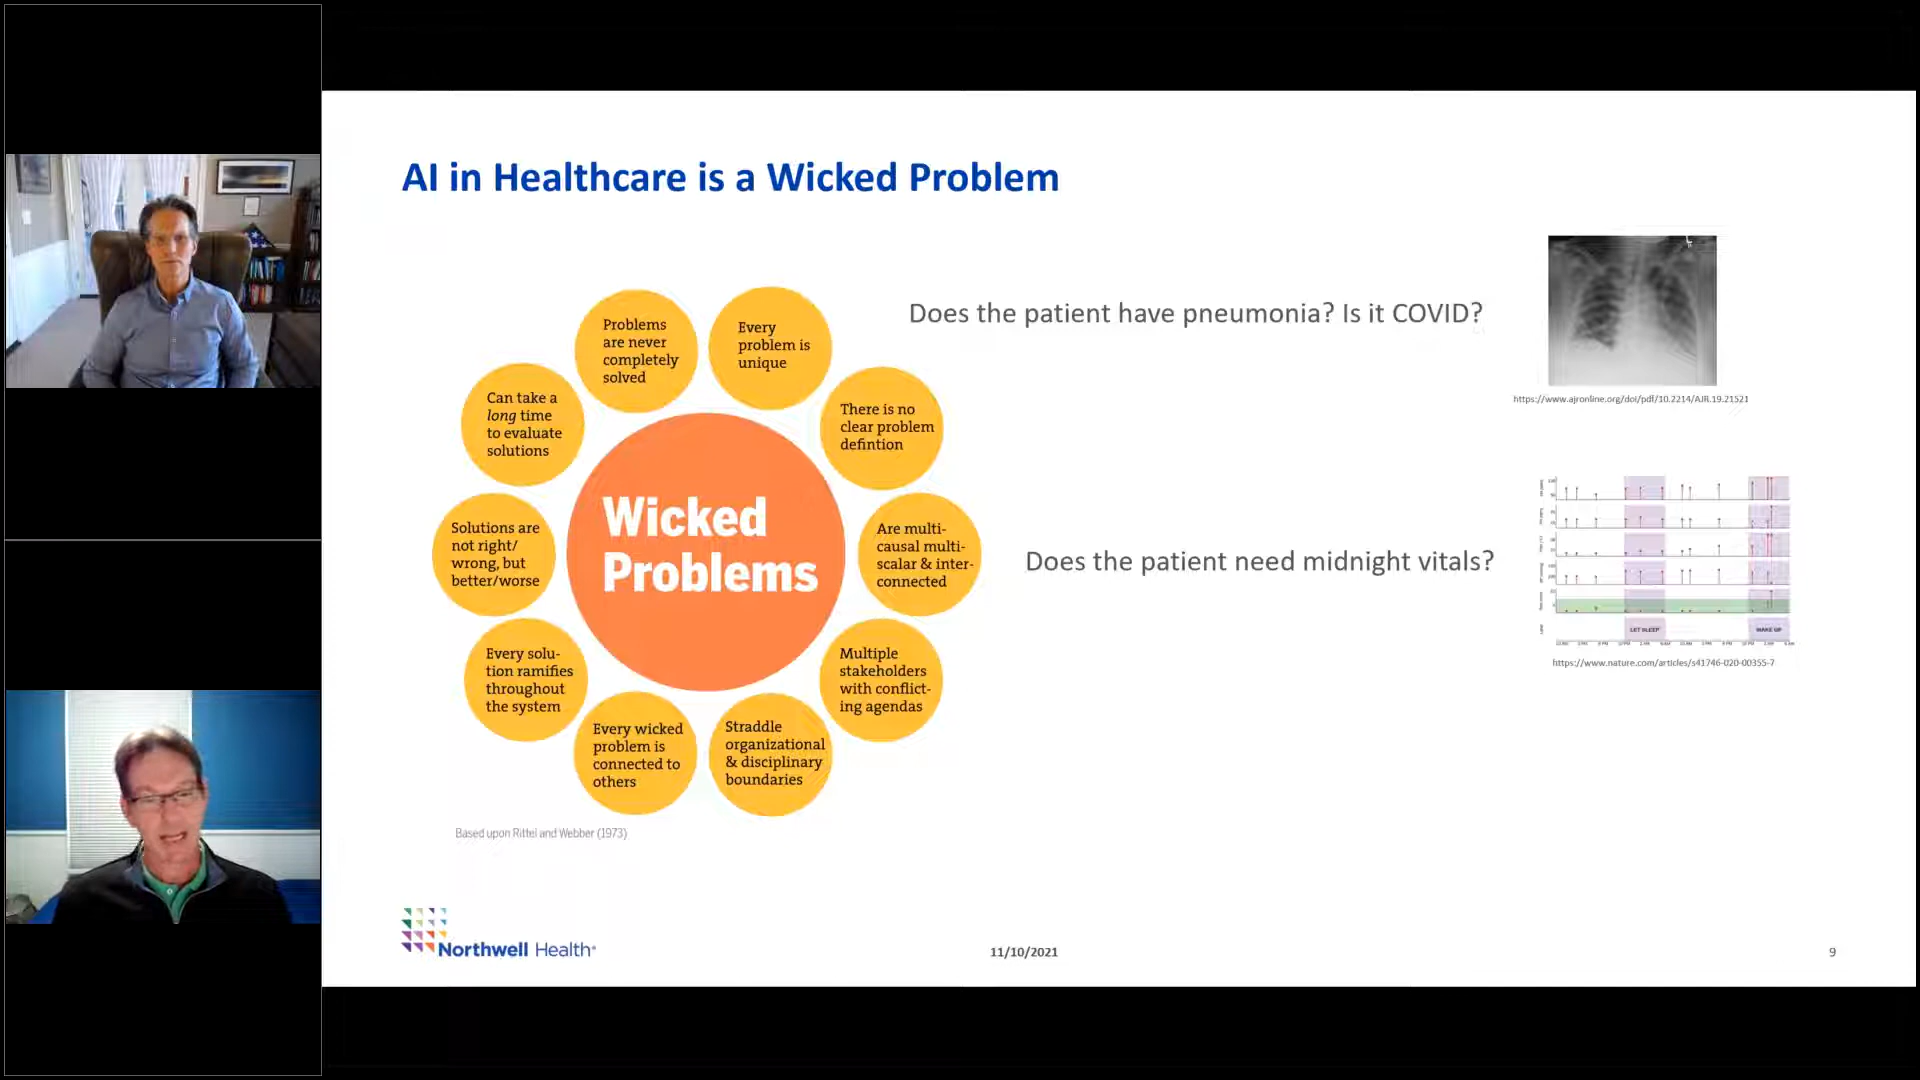 AI in Healthcare is a Wicked Problem
Problems
are never
completely
solved
Every
problem is
unique
There is no
clear problem
defintion
Are multi-
causal multi-
scalar & inter-
connected
Multiple
stakeholders
with conflict-
ing agendas
Straddle
organizational
& disciplinary
boundaries
Every wicked
problem is
connected to
others
Every solu-
tion ramifies
throughout
the system
Solutions are
not right/
wrong, but
better/worse
Can take a
long time
to evaluate
solutions
Wicked
Problems
Based upon Rittel and Webber (1973)
Does the patient have pneumonia? Is it COVID?
L
https://www.ajronline.org/doi/pdf/10.2214/AJR.19.21521
Does the patient need midnight vitals?
LET SLEEP
WAKE UP
https://www.nature.com/articles/s41746-020-00355-7
Northwell Health
11/10/2021
9